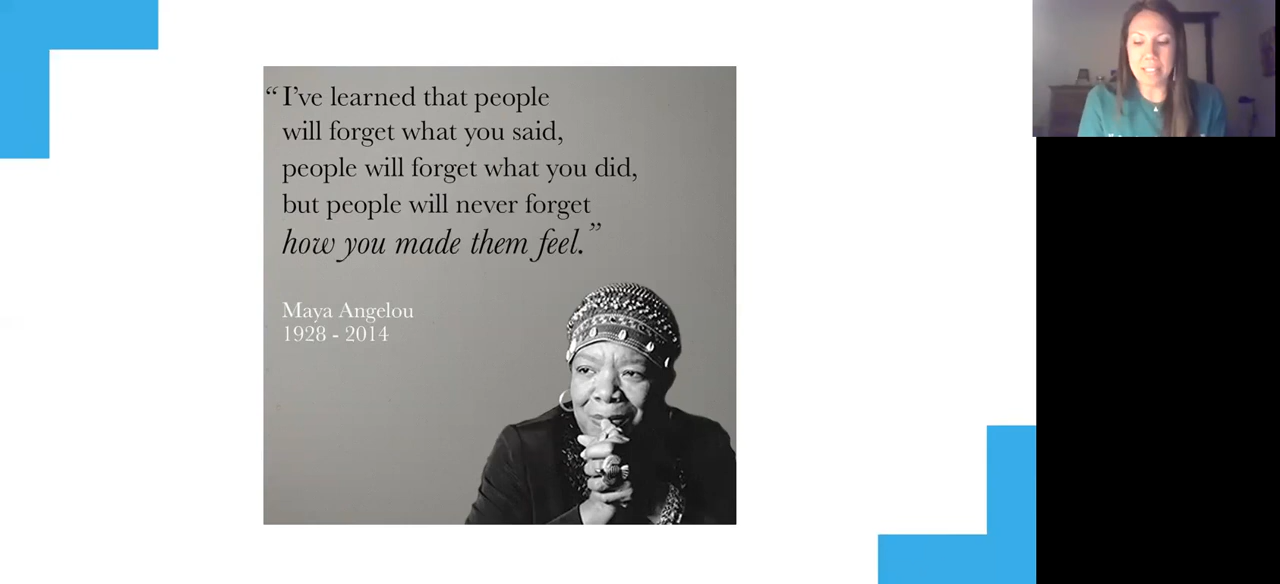 “I’ve learned that people
will forget what you said,
people will forget what you did,
but people will never forget
how you made them feel.”
Maya Angelou
1928 - 2014